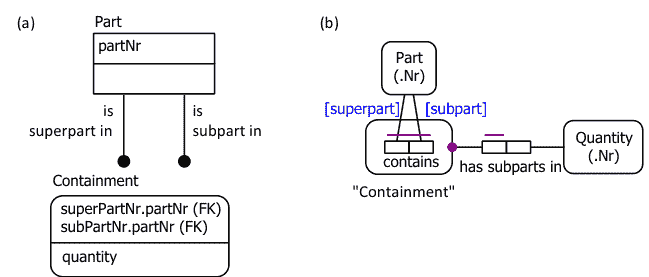 (a)
Part
partNr
is
superpart in
is
subpart in
Containment
superPartNr.partNr (FK)
subPartNr.partNr (FK)
quantity
(b)
Part
(.Nr)
[superpart]
[subpart]
contains
"Containment"
has subparts in
Quantity
(.Nr)